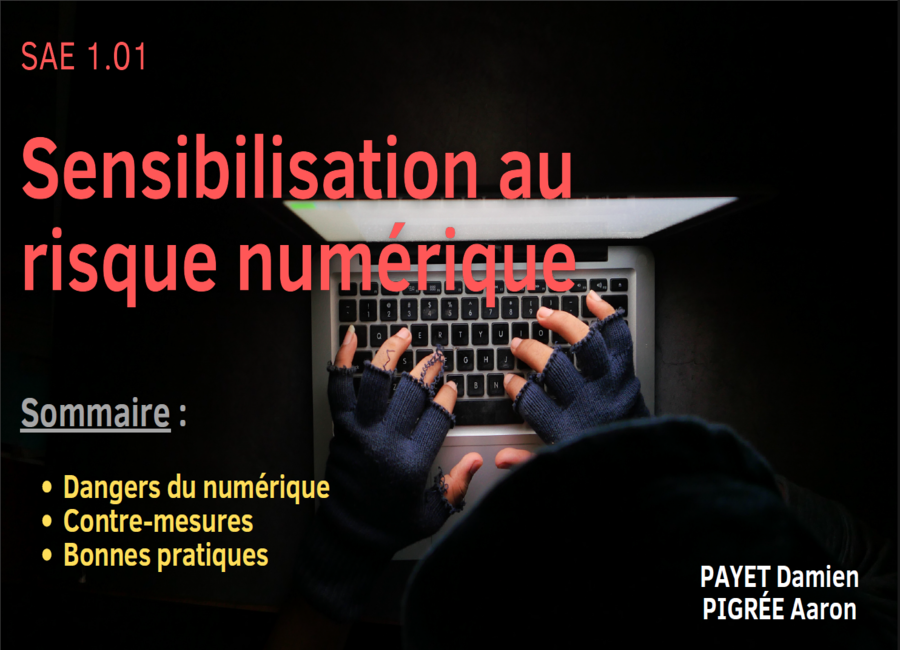 SAE 1.01
Sensibilisation au
risque numérique
Sommaire :
• Dangers du numérique
• Contre-mesures
• Bonnes pratiques
PAYET Damien
PIGRÉE Aaron